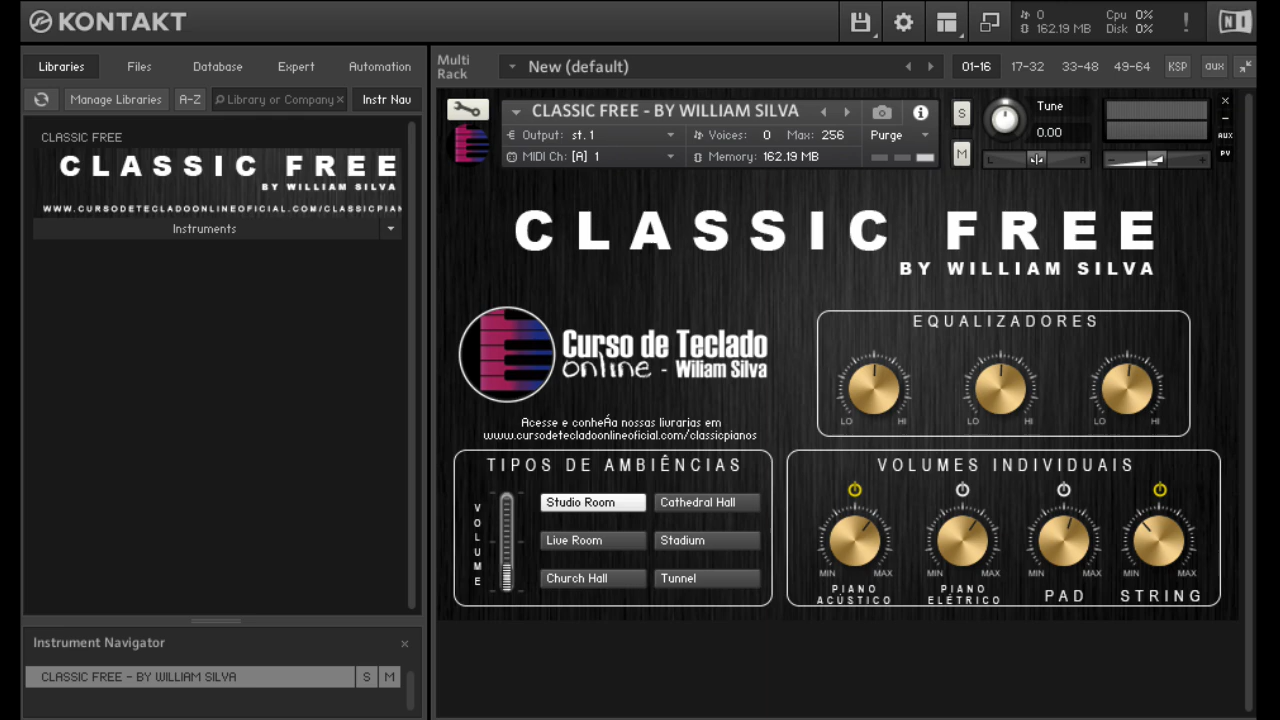 KONTAKT
0
162.19 MB
Cpu 0%
Disk 0%
!
NI
Libraries
Files
Database
Expert
Automation
Manage Libraries
A-Z
Library or Company
Instr Nav
CLASSIC FREE
CLASSIC FREE
BY WILLIAM SILVA
WWW.CURSODETECLADOONLINEOFICIAL.COM/CLASSICPIAN
Instruments
Instrument Navigator
CLASSIC FREE - BY WILLIAM SILVA
S M
Multi
Rack
New (default)
01-16
17-32
33-48
49-64
KSP
aux
CLASSIC FREE - BY WILLIAM SILVA
Output: st.1
Voices: 0 Max: 256
Purge
MIDI Ch: [A] 1
Memory: 162.19 MB
S
M
Tune
0.00
L R
AUX
PV
CLASSIC FREE
BY WILLIAM SILVA
Curso de Teclado
online - Wiliam Silva
Acesse e conheÁa nossas livrarias em
www.cursodetecladoonlineoficial.com/classicpianos
EQUALIZADORES
LO HI
LO HI
LO HI
TIPOS DE AMBIÊNCIAS
VOLUME
Studio Room
Cathedral Hall
Live Room
Stadium
Church Hall
Tunnel
VOLUMES INDIVIDUAIS
MIN MAX
MIN MAX
MIN MAX
MIN MAX
PIANO
ACÚSTICO
PIANO
ELÉTRICO
PAD
STRING